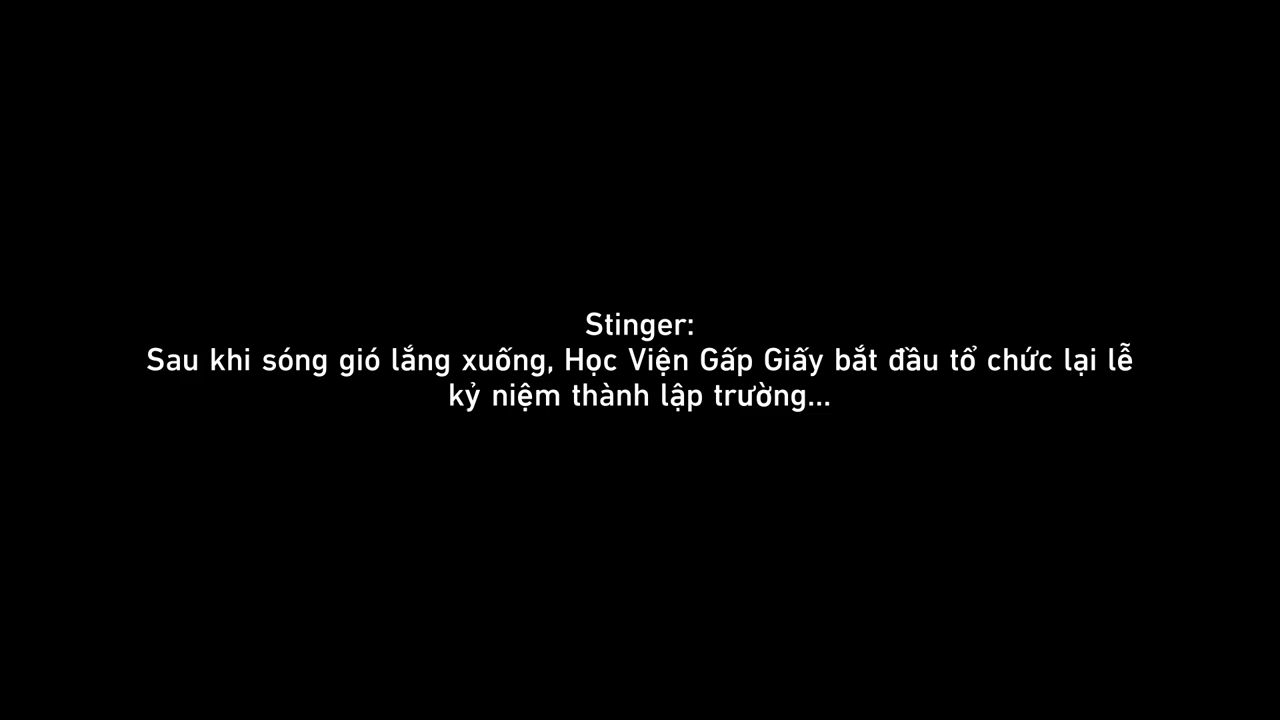 Stinger:
Sau khi sóng gió lắng xuống, Học Viện Gấp Giấy bắt đầu tổ chức lại lễ
kỷ niệm thành lập trường...